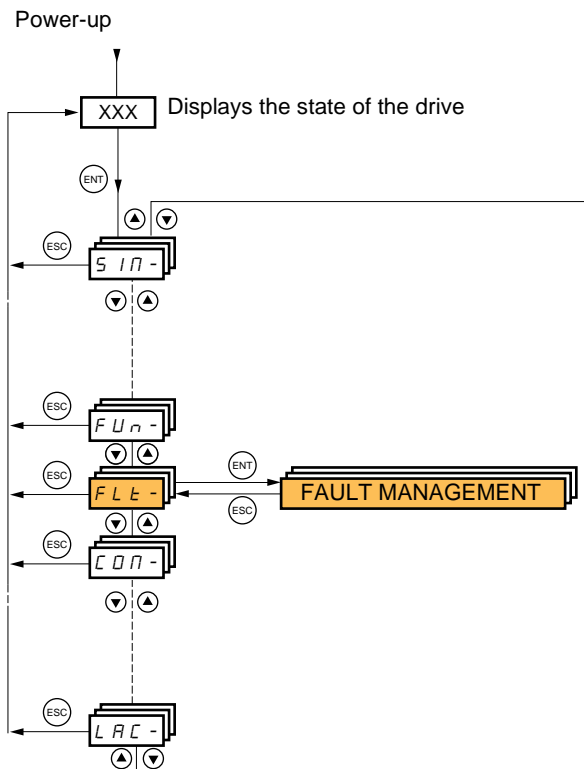 Power-up
XXX
Displays the state of the drive
ENT
ESC
SIM-
ESC
FUn-
ESC
FLt-
ENT
ESC
FAULT MANAGEMENT
ESC
COM-
ESC
LAC-